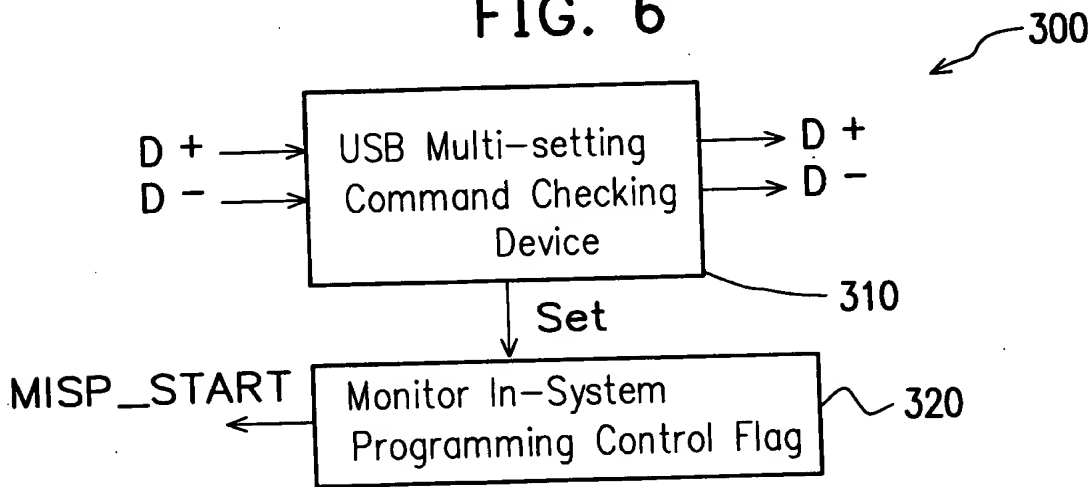 FIG. 6
300
D + USB Multi-setting D +
D - Command Checking D -
Device
310
Set
MISP_START Monitor In-System
Programming Control Flag 320